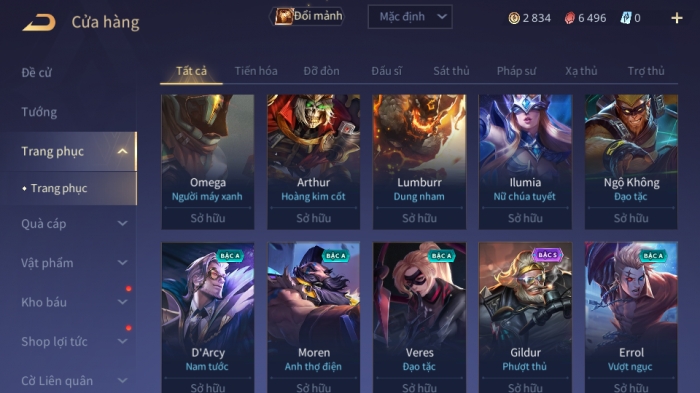 Cửa hàng
Đổi mảnh
Mặc định
2 834
6 496
0
Đề cử
Tướng
Trang phục
Trang phục
Quà cáp
Vật phẩm
Kho báu
Shop lợi tức
Cờ Liên quân
Tất cả Tiến hóa Đỡ đòn Đấu sĩ Sát thủ Pháp sư Xạ thủ Trợ thủ
Omega
Người máy xanh
Sở hữu
Arthur
Hoàng kim cốt
Sở hữu
Lumburr
Dung nham
Sở hữu
Ilumia
Nữ chúa tuyết
Sở hữu
Ngộ Không
Đạo tặc
Sở hữu
BẬC A
D'Arcy
Nam tước
Sở hữu
BẬC A
Moren
Anh thợ điện
Sở hữu
BẬC A
Veres
Đạo tặc
Sở hữu
BẬC S
Gildur
Phượt thủ
Sở hữu
BẬC A
Errol
Vượt ngục
Sở hữu